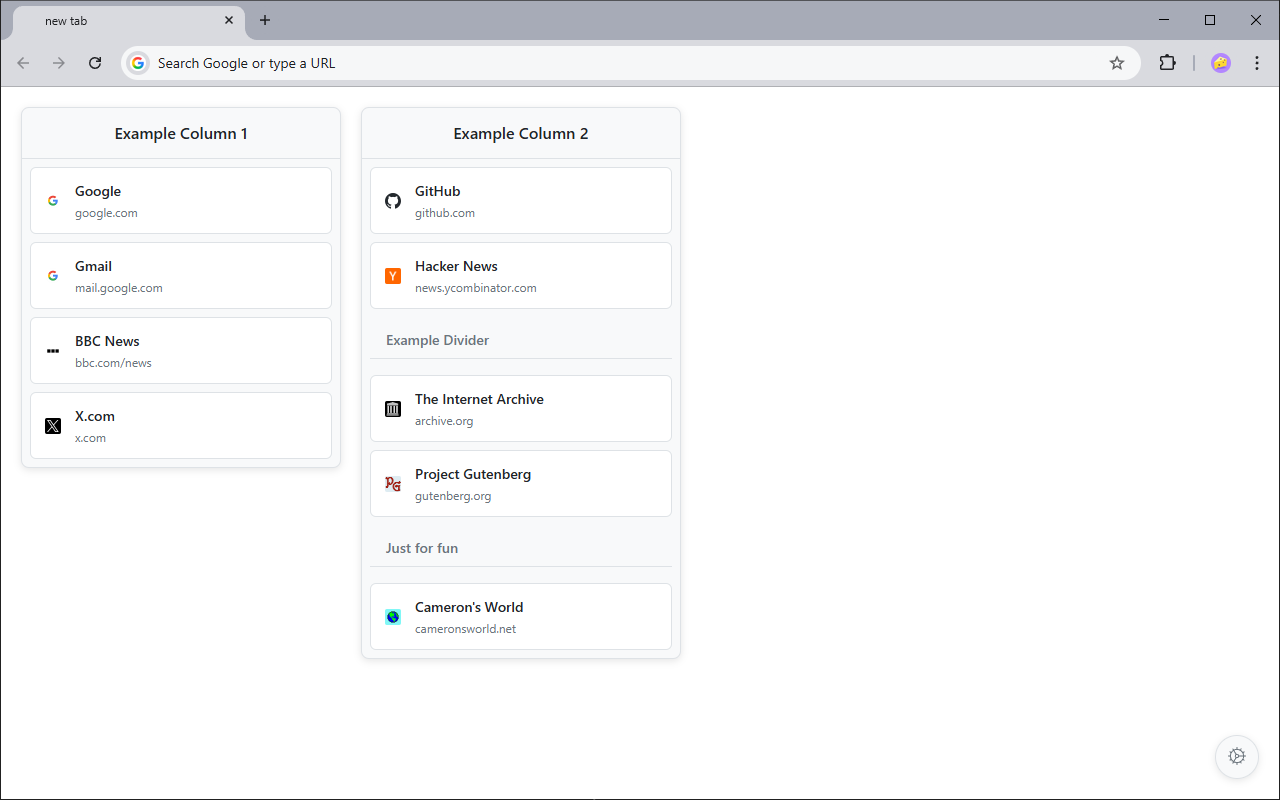 new tab
Search Google or type a URL
Example Column 1
Google
google.com
Gmail
mail.google.com
BBC News
bbc.com/news
X.com
x.com
Example Column 2
GitHub
github.com
Hacker News
news.ycombinator.com
Example Divider
The Internet Archive
archive.org
Project Gutenberg
gutenberg.org
Just for fun
Cameron's World
cameronsworld.net